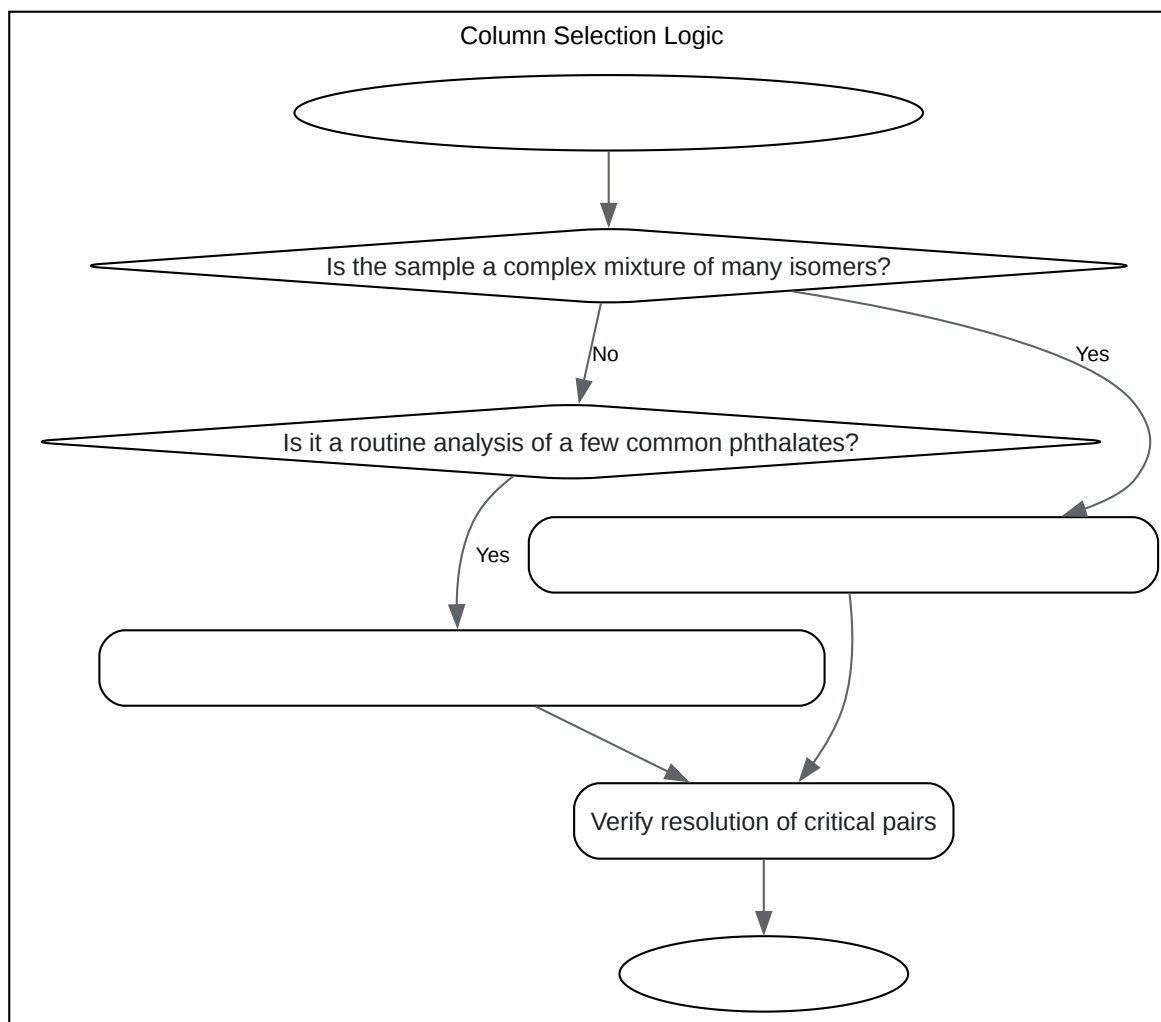 Column Selection Logic
Is the sample a complex mixture of many isomers?
No
Yes
Is it a routine analysis of a few common phthalates?
Yes
Verify resolution of critical pairs